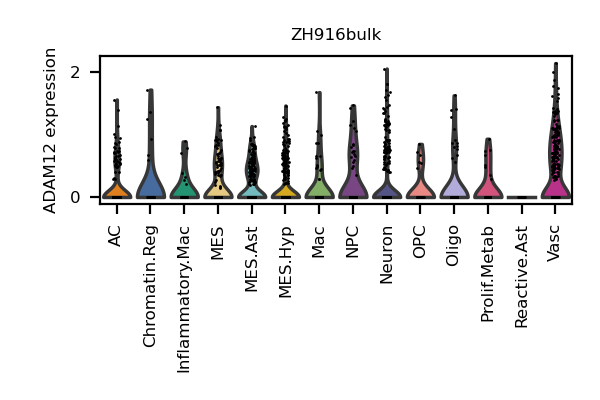 ZH916bulk
ADAM12 expression
2
0
AC
Chromatin.Reg
Inflammatory.Mac
MES
MES.Ast
MES.Hyp
Mac
NPC
Neuron
OPC
Oligo
Prolif.Metab
Reactive.Ast
Vasc